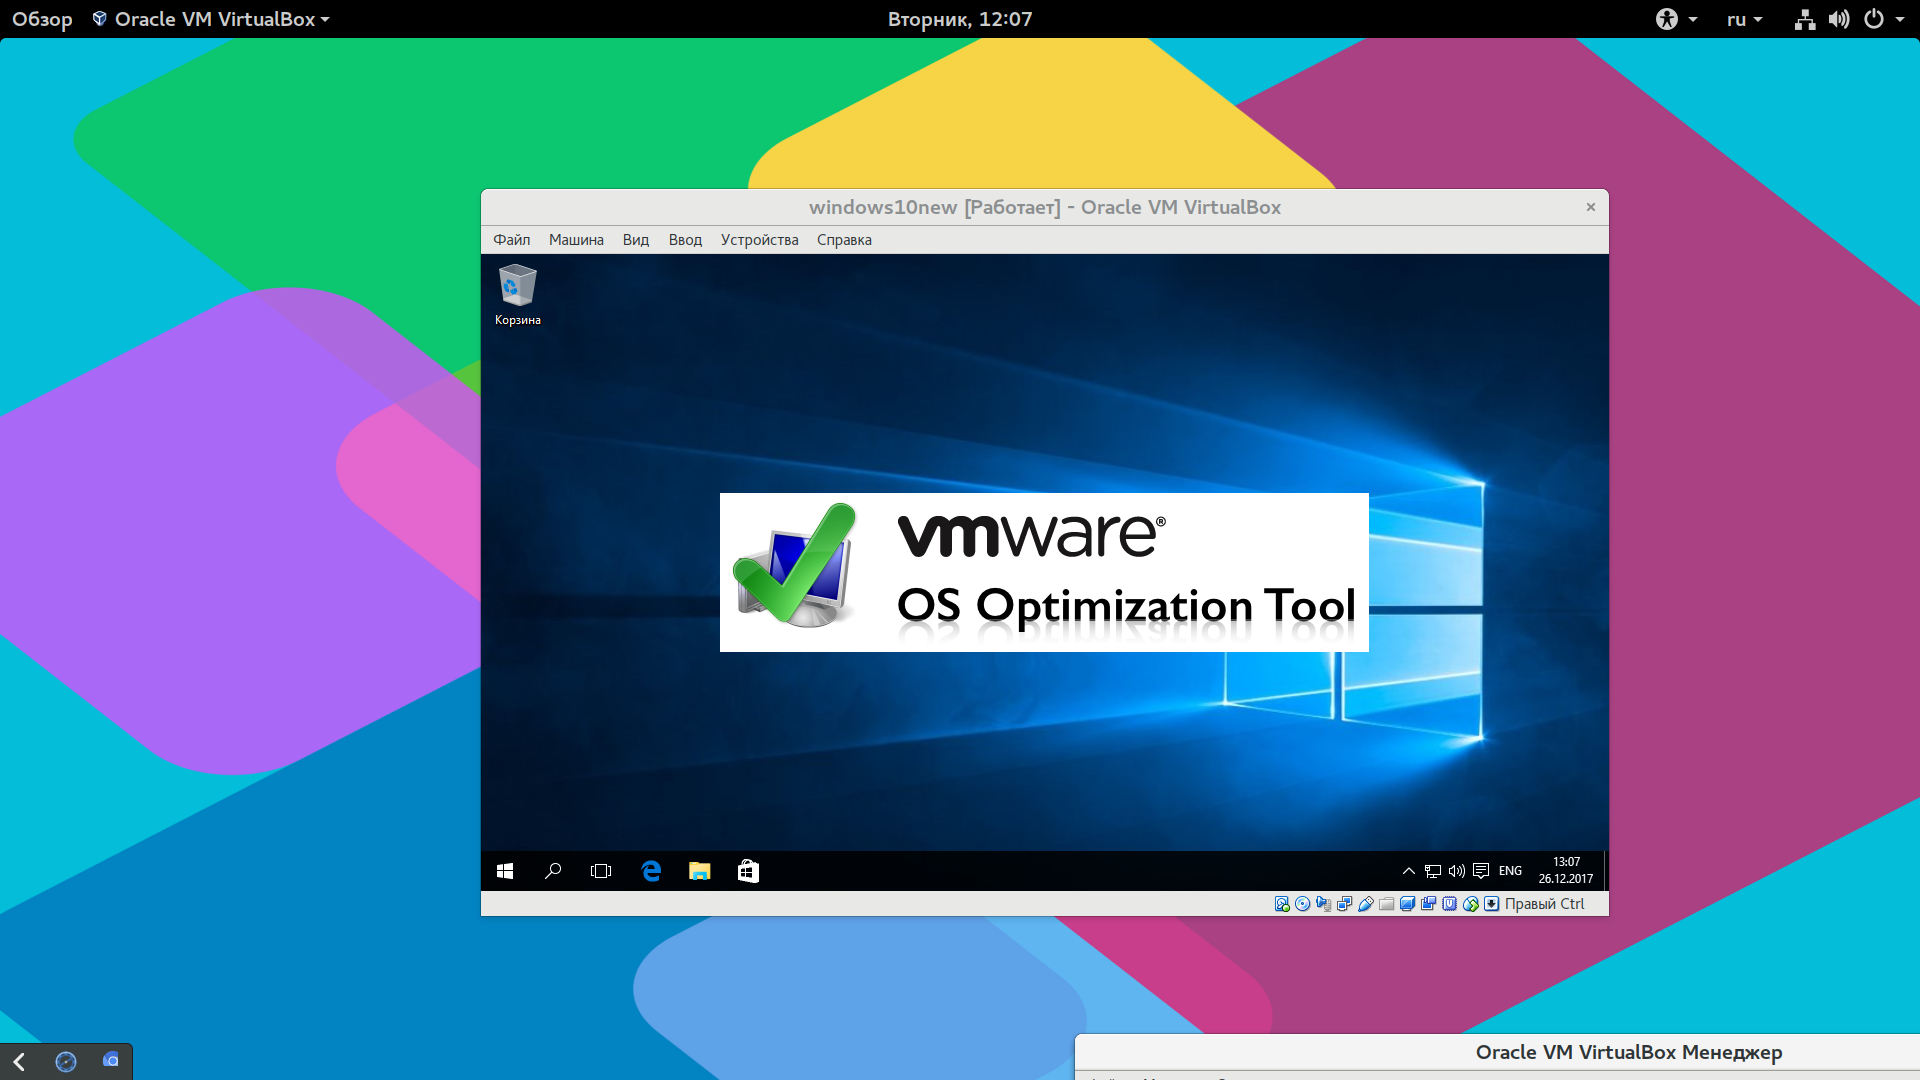 Обзор
Oracle VM VirtualBox
Вторник, 12:07
ru
windows10new [Работает] - Oracle VM VirtualBox
Файл Машина Вид Ввод Устройства Справка
Корзина
vmware®
OS Optimization Tool
ENG
13:07
26.12.2017
Правый Ctrl
Oracle VM VirtualBox Менеджер